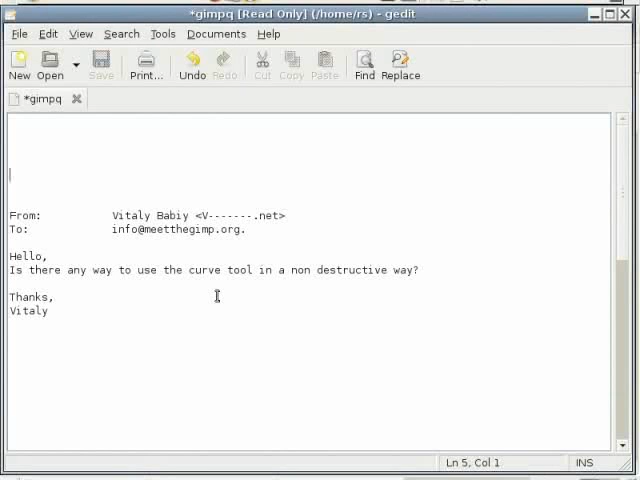 *gimpq [Read Only] (/home/rs) - gedit
File Edit View Search Tools Documents Help
New Open Save Print... Undo Redo Cut Copy Paste Find Replace
*gimpq
From: Vitaly Babiy <V-------.net>
To: info@meetthegimp.org.
Hello,
Is there any way to use the curve tool in a non destructive way?
Thanks,
Vitaly
Ln 5, Col 1 INS